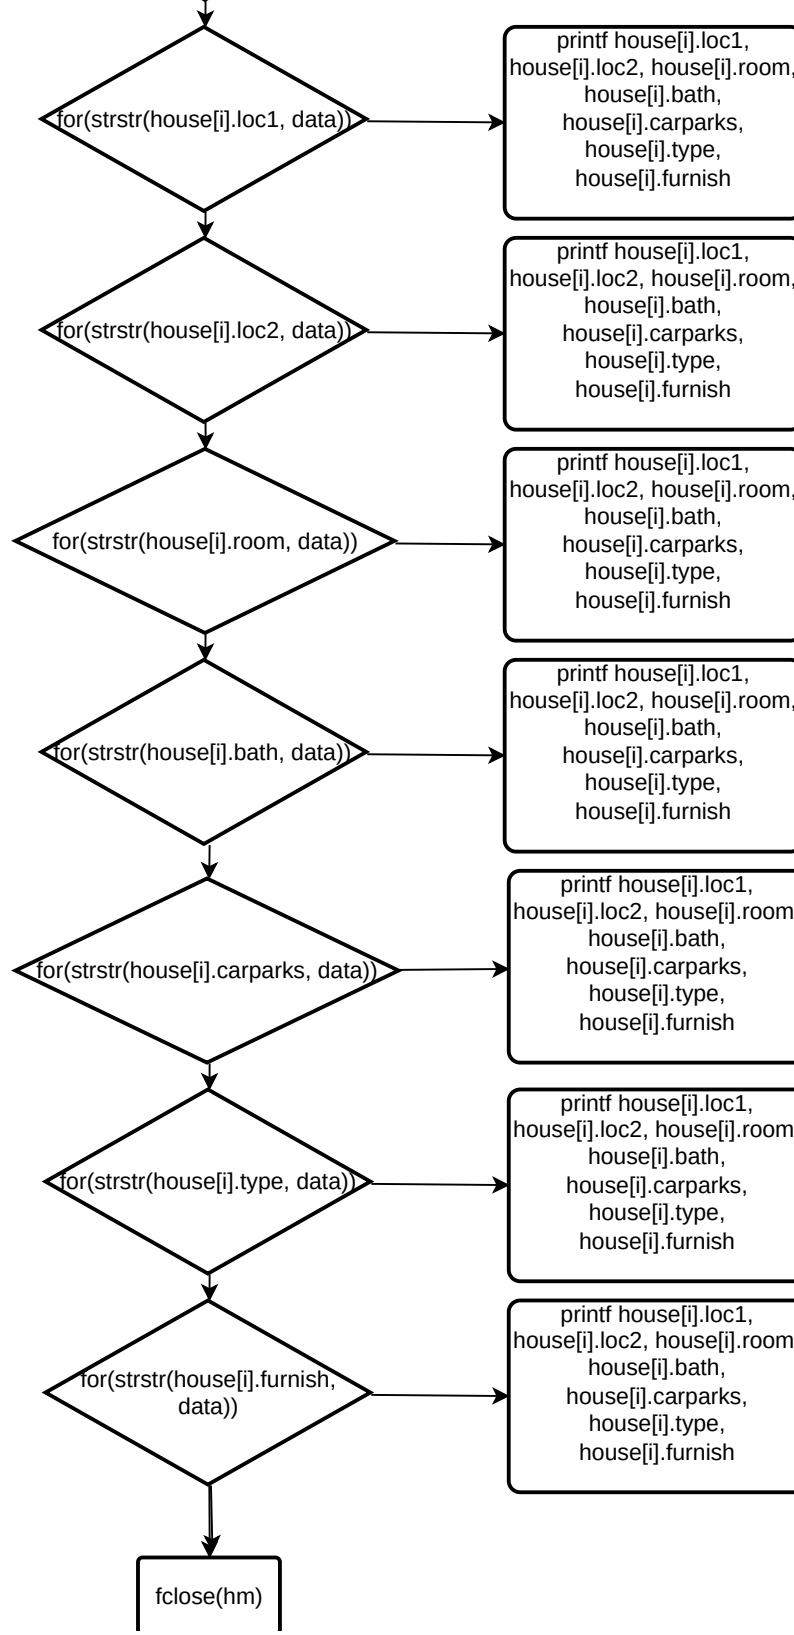 for(strstr(house[i].loc1, data))
printf house[i].loc1,
house[i].loc2, house[i].room,
house[i].bath,
house[i].carparks,
house[i].type,
house[i].furnish
for(strstr(house[i].loc2, data))
printf house[i].loc1,
house[i].loc2, house[i].room,
house[i].bath,
house[i].carparks,
house[i].type,
house[i].furnish
for(strstr(house[i].room, data))
printf house[i].loc1,
house[i].loc2, house[i].room,
house[i].bath,
house[i].carparks,
house[i].type,
house[i].furnish
for(strstr(house[i].bath, data))
printf house[i].loc1,
house[i].loc2, house[i].room,
house[i].bath,
house[i].carparks,
house[i].type,
house[i].furnish
for(strstr(house[i].carparks, data))
printf house[i].loc1,
house[i].loc2, house[i].room
house[i].bath,
house[i].carparks,
house[i].type,
house[i].furnish
for(strstr(house[i].type, data))
printf house[i].loc1,
house[i].loc2, house[i].room
house[i].bath,
house[i].carparks,
house[i].type,
house[i].furnish
for(strstr(house[i].furnish,
data))
printf house[i].loc1,
house[i].loc2, house[i].room
house[i].bath,
house[i].carparks,
house[i].type,
house[i].furnish
fclose(hm)